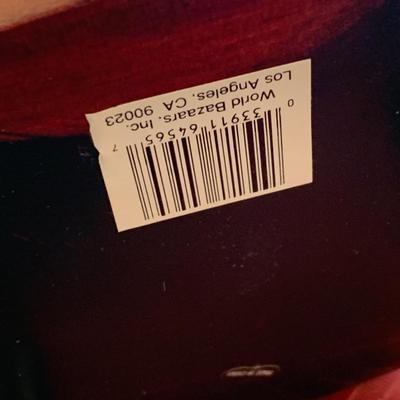 0 33911 64565 7
World Bazaars, Inc.
Los Angeles, CA 90023